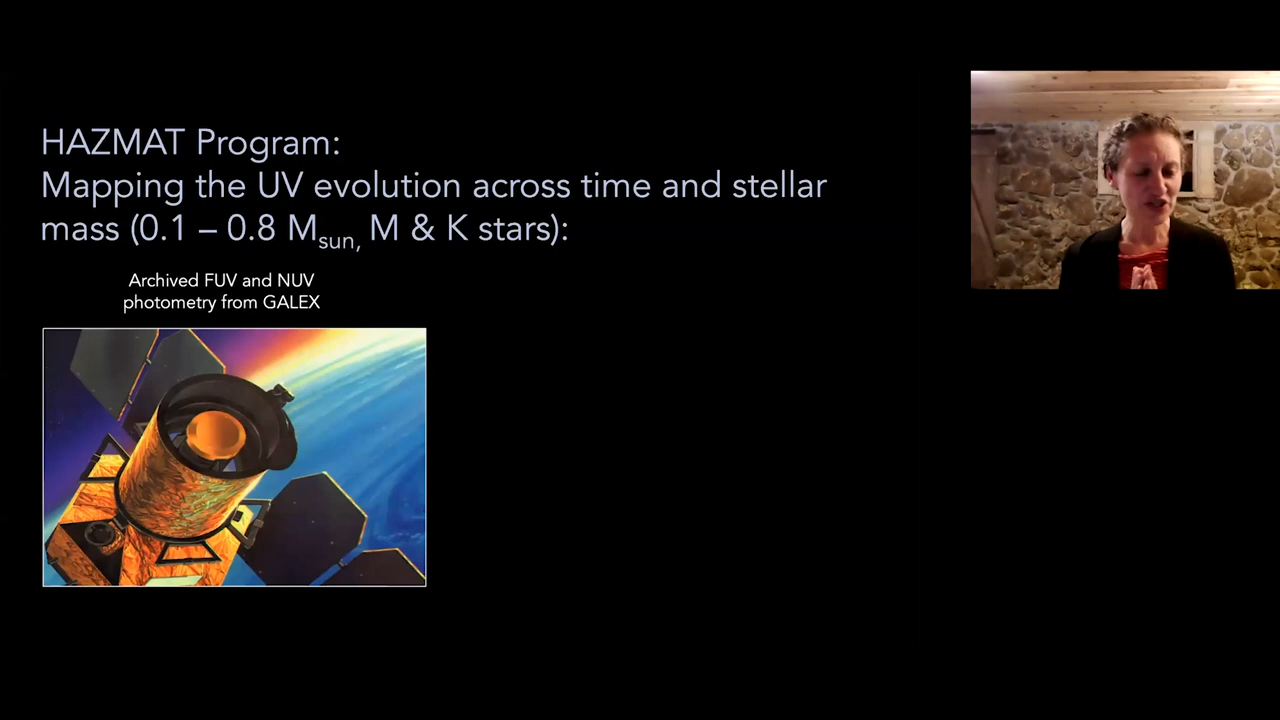 HAZMAT Program:
Mapping the UV evolution across time and stellar
mass (0.1 – 0.8 Msun, M & K stars):
Archived FUV and NUV
photometry from GALEX